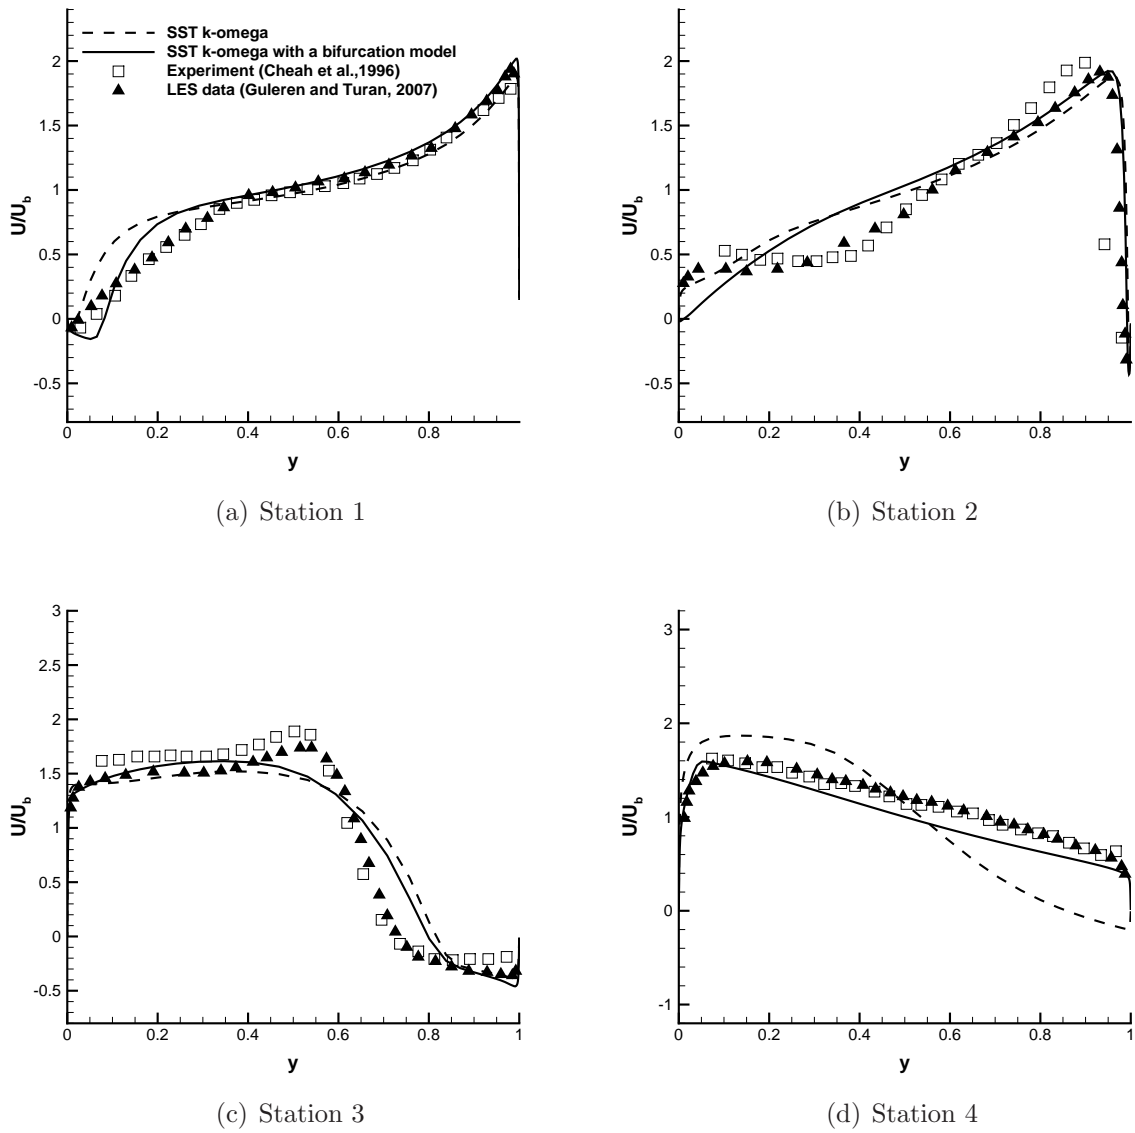 SST k-omega
SST k-omega with a bifurcation model
Experiment (Cheah et al.,1996)
LES data (Guleren and Turan, 2007)
2
1.5
1
0.5
0
-0.5
U/Ub
0 0.2 0.4 0.6 0.8
y
(a) Station 1
2
1.5
1
0.5
0
-0.5
U/Ub
0 0.2 0.4 0.6 0.8 1
y
(b) Station 2
3
2.5
2
1.5
1
0.5
0
-0.5
U/Ub
0 0.2 0.4 0.6 0.8 1
y
(c) Station 3
3
2
1
0
-1
U/Ub
0 0.2 0.4 0.6 0.8 1
y
(d) Station 4